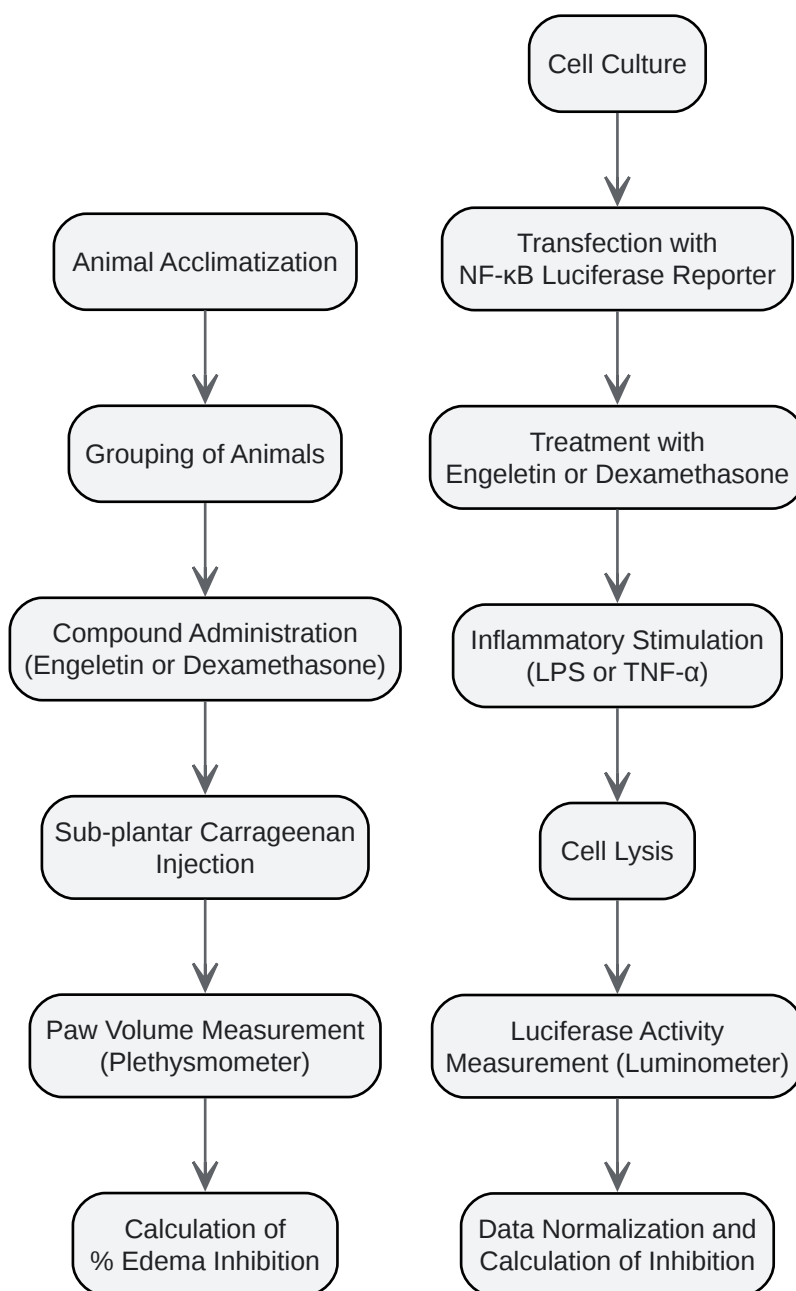 Cell Culture
Transfection with
NF-κB Luciferase Reporter
Treatment with
Engeletin or Dexamethasone
Inflammatory Stimulation
(LPS or TNF-α)
Cell Lysis
Luciferase Activity
Measurement (Luminometer)
Data Normalization and
Calculation of Inhibition
Animal Acclimatization
Grouping of Animals
Compound Administration
(Engeletin or Dexamethasone)
Sub-plantar Carrageenan
Injection
Paw Volume Measurement
(Plethysmometer)
Calculation of
% Edema Inhibition